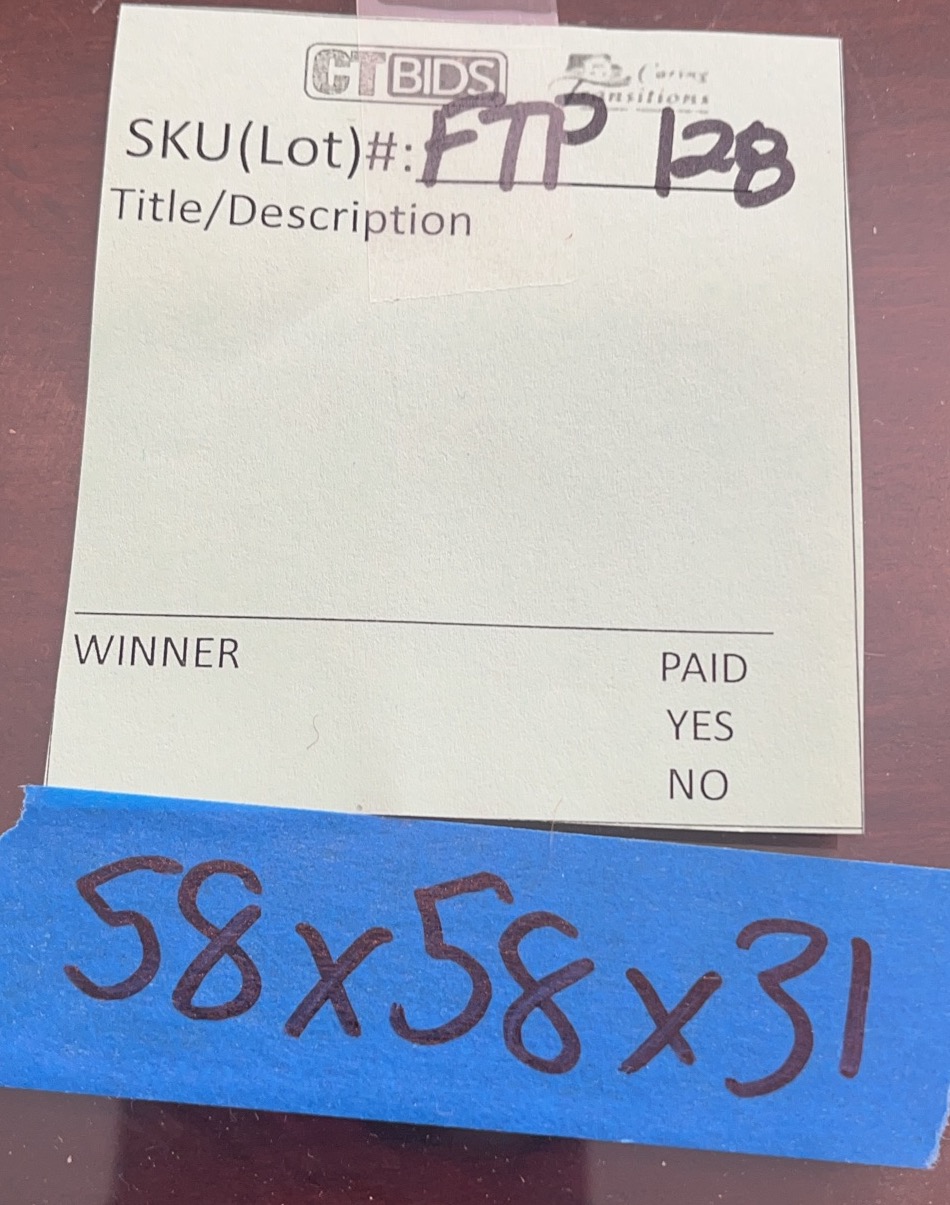 CTBIDS Caring
Transitions
SKU(Lot)#: FTP 128
Title/Description
WINNER PAID
YES
NO
58x58x31